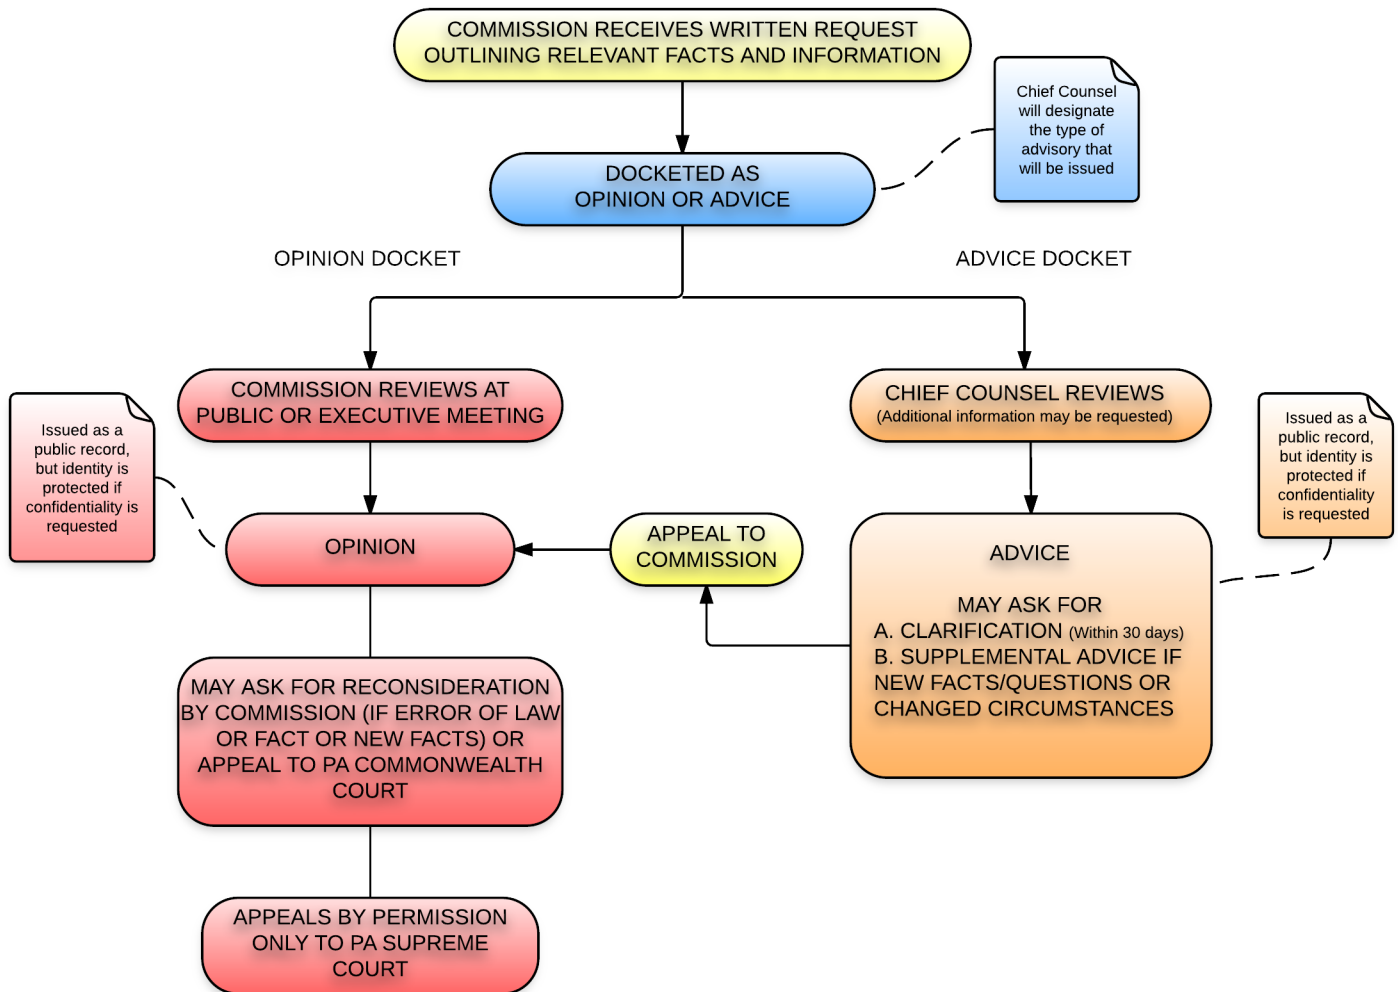 COMMISSION RECEIVES WRITTEN REQUEST
OUTLINING RELEVANT FACTS AND INFORMATION
Chief Counsel
will designate
the type of
advisory that
will be issued
DOCKETED AS
OPINION OR ADVICE
OPINION DOCKET
ADVICE DOCKET
COMMISSION REVIEWS AT
PUBLIC OR EXECUTIVE MEETING
CHIEF COUNSEL REVIEWS
(Additional information may be requested)
Issued as a
public record,
but identity is
protected if
confidentiality is
requested
Issued as a
public record,
but identity is
protected if
confidentiality
is requested
OPINION
APPEAL TO
COMMISSION
ADVICE
MAY ASK FOR
A. CLARIFICATION (Within 30 days)
B. SUPPLEMENTAL ADVICE IF
NEW FACTS/QUESTIONS OR
CHANGED CIRCUMSTANCES
MAY ASK FOR RECONSIDERATION
BY COMMISSION (IF ERROR OF LAW
OR FACT OR NEW FACTS) OR
APPEAL TO PA COMMONWEALTH
COURT
APPEALS BY PERMISSION
ONLY TO PA SUPREME
COURT